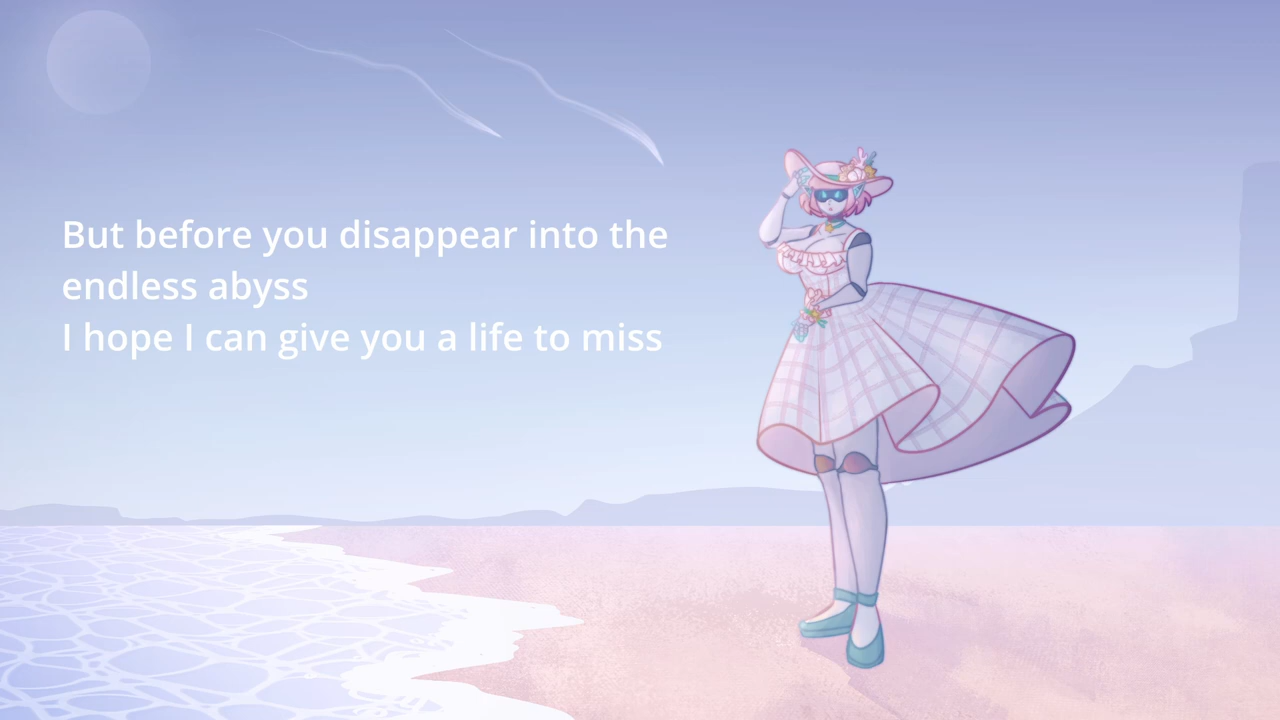 But before you disappear into the
endless abyss
I hope I can give you a life to miss